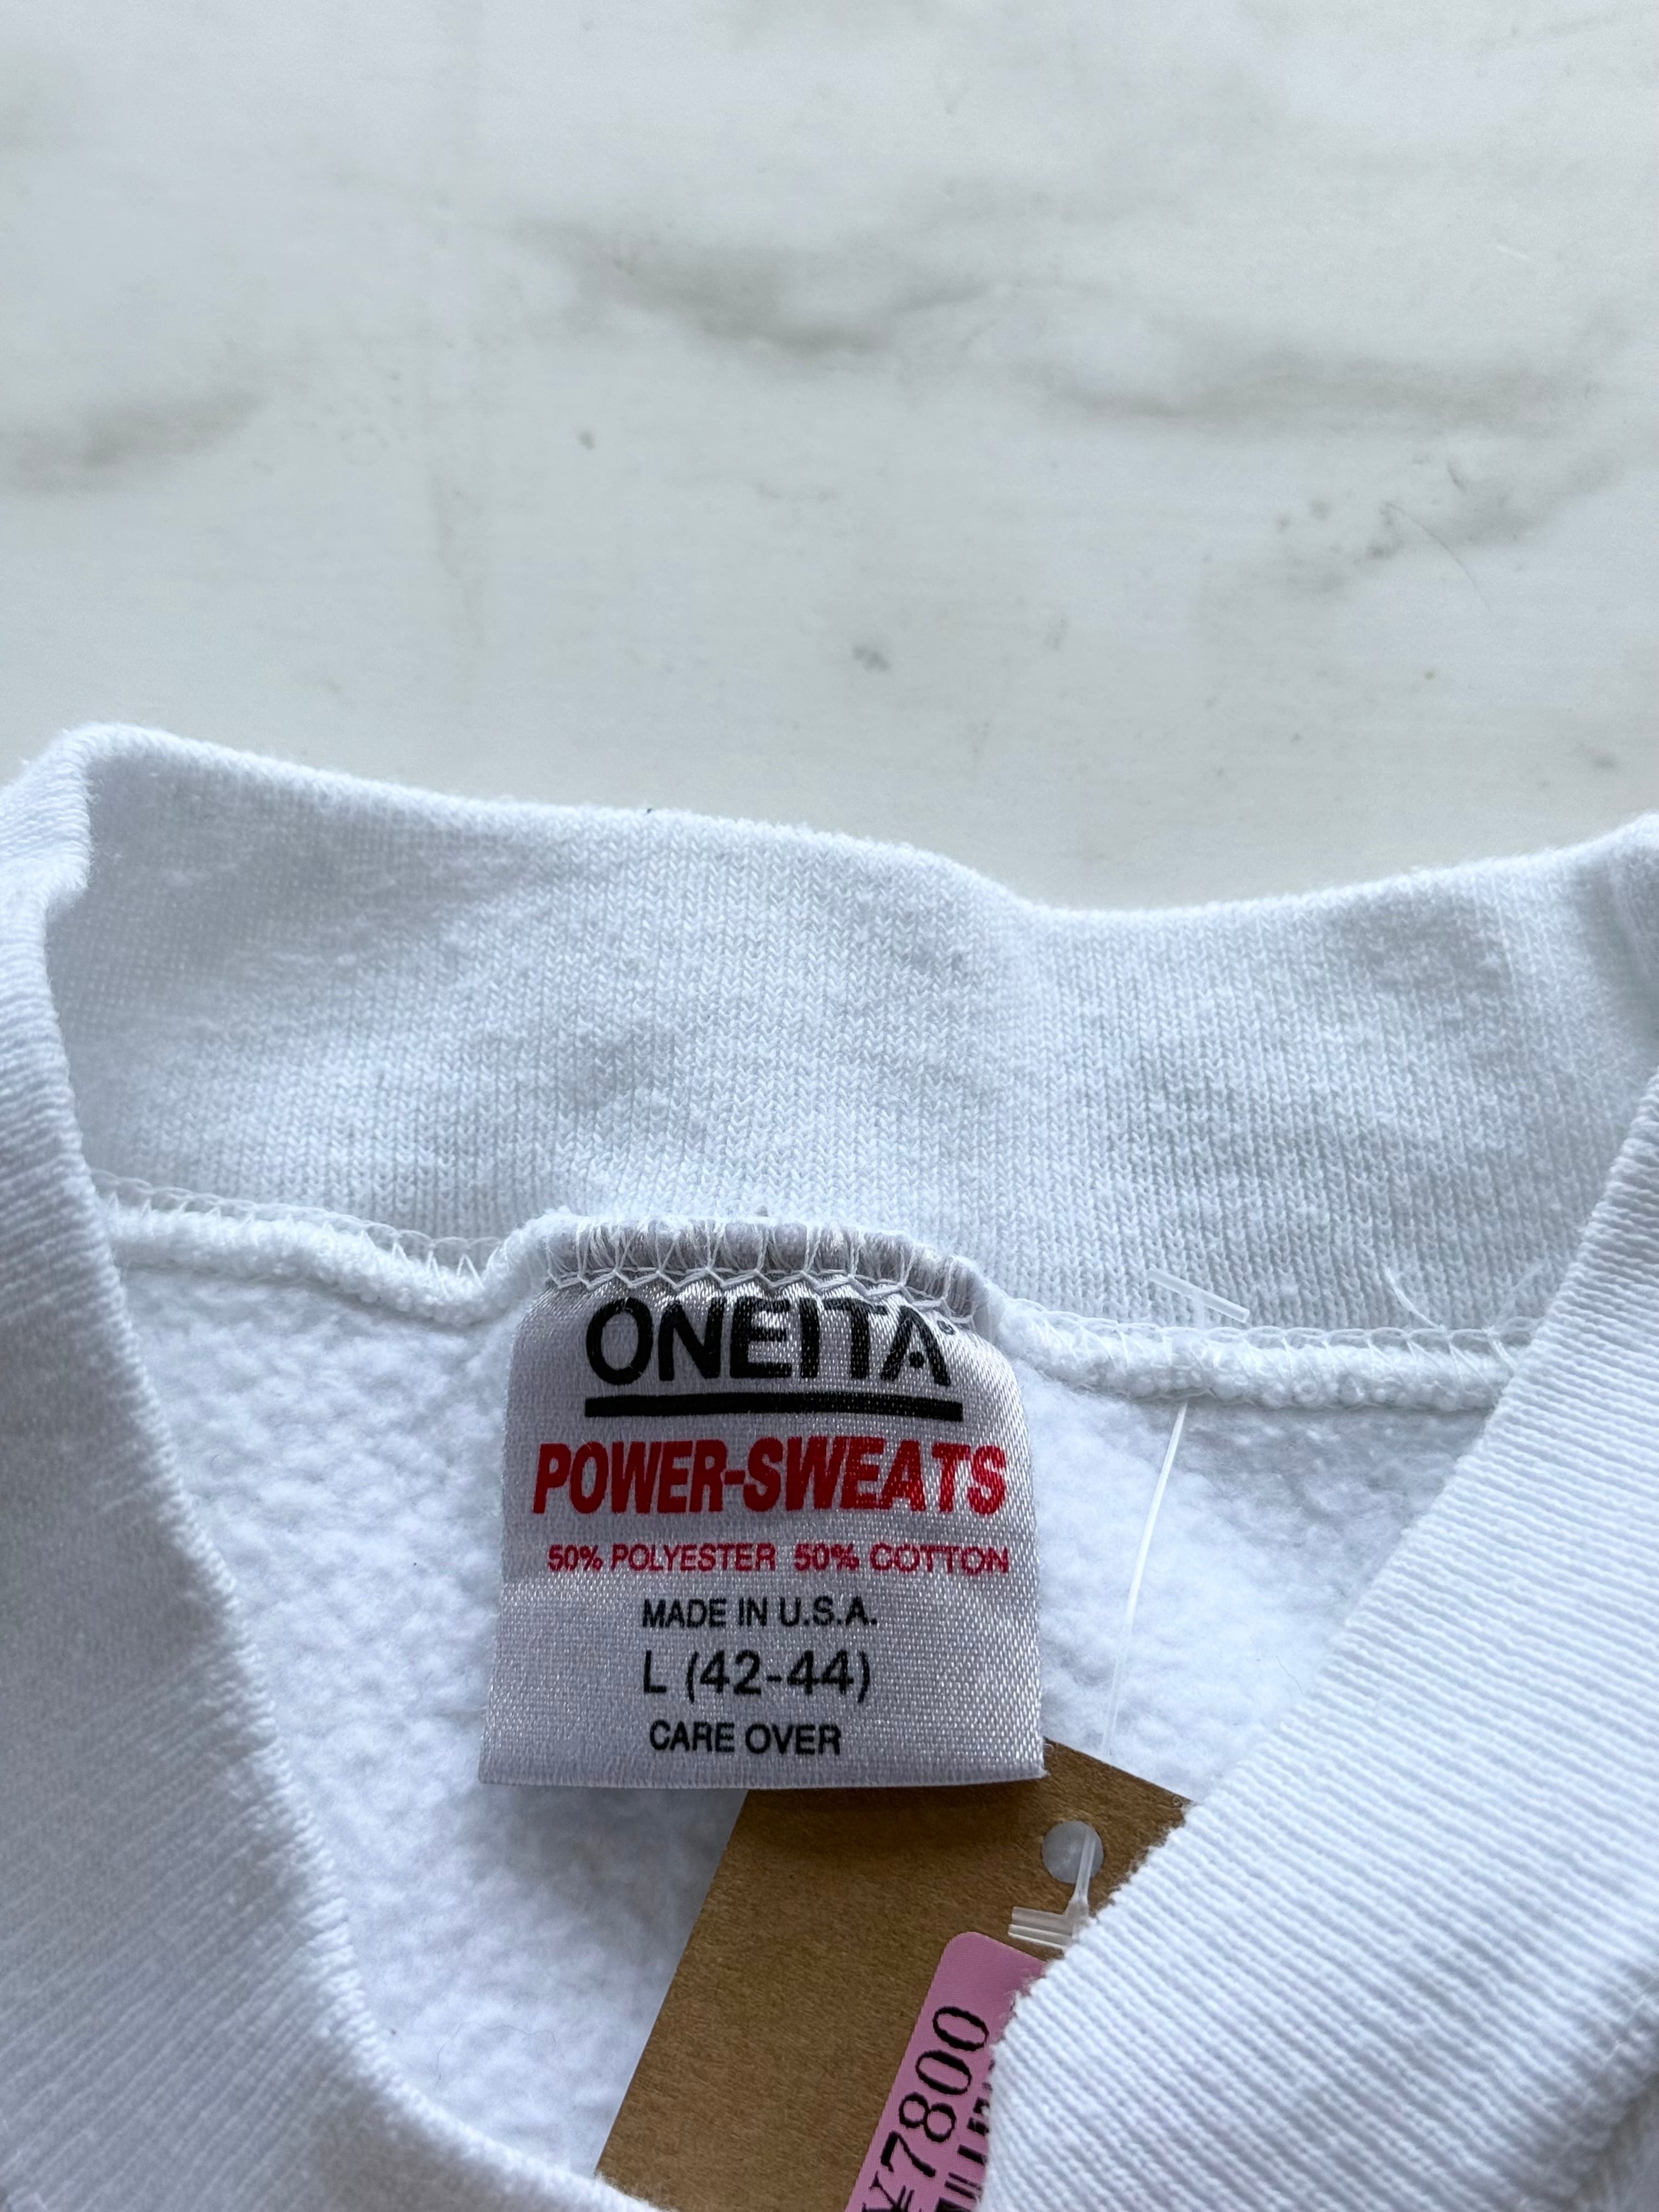 ONEITA®
POWER-SWEATS
50% POLYESTER 50% COTTON
MADE IN U.S.A.
L (42-44)
CARE OVER
¥7800